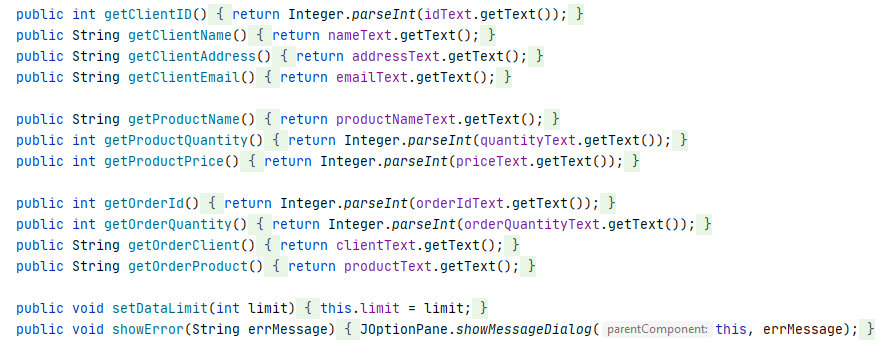 public int getClientID() { return Integer.parseInt(idText.getText()); }
public String getClientName() { return nameText.getText(); }
public String getClientAddress() { return addressText.getText(); }
public String getClientEmail() { return emailText.getText(); }
public String getProductName() { return productNameText.getText(); }
public int getProductQuantity() { return Integer.parseInt(quantityText.getText()); }
public int getProductPrice() { return Integer.parseInt(priceText.getText()); }
public int getOrderId() { return Integer.parseInt(orderIdText.getText()); }
public int getOrderQuantity() { return Integer.parseInt(orderQuantityText.getText()); }
public String getOrderClient() { return clientText.getText(); }
public String getOrderProduct() { return productText.getText(); }
public void setDataLimit(int limit) { this.limit = limit; }
public void showError(String errMessage) { JOptionPane.showMessageDialog( parentComponent: this, errMessage); }